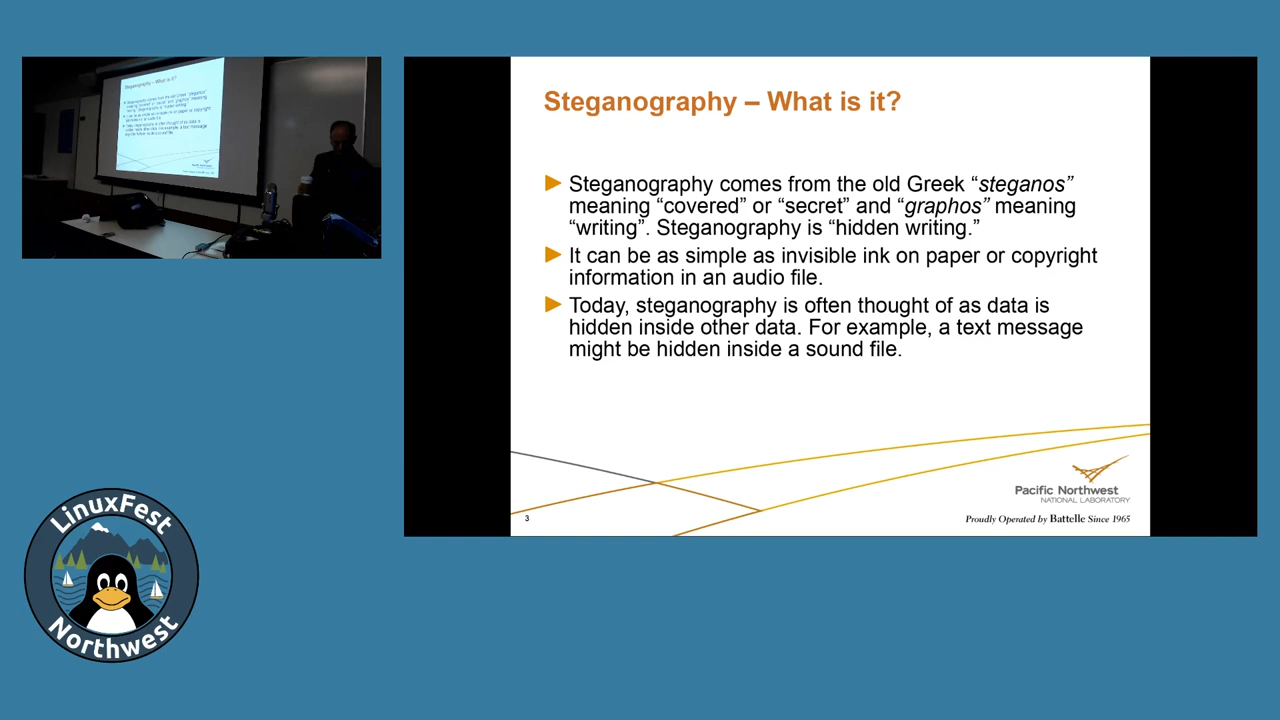 Steganography – What is it?
Steganography comes from the old Greek “steganos”
meaning “covered” or “secret” and “graphos” meaning
“writing”. Steganography is “hidden writing.”
It can be as simple as invisible ink on paper or copyright
information in an audio file.
Today, steganography is often thought of as data is
hidden inside other data. For example, a text message
might be hidden inside a sound file.
Pacific Northwest
NATIONAL LABORATORY
3
Proudly Operated by Battelle Since 1965
LinuxFest
Northwest
Steganography – What is it?